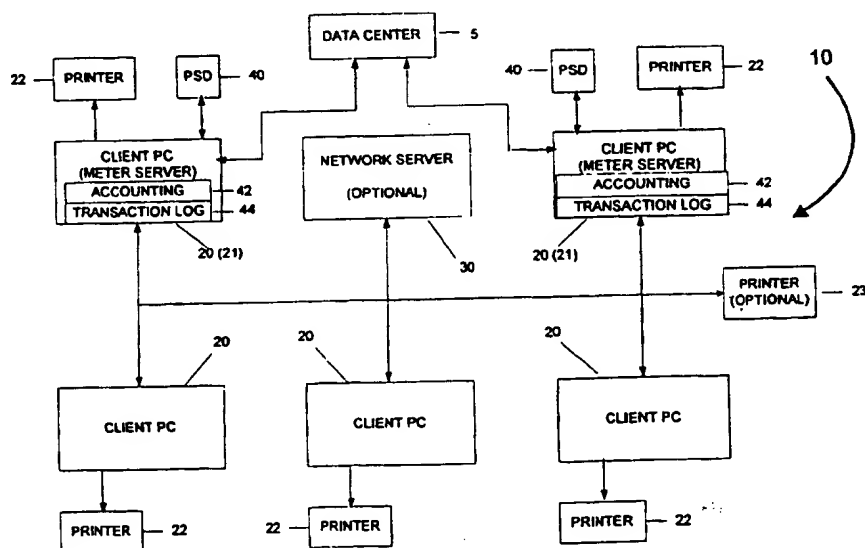 DATA CENTER
5
22
PRINTER
PSD
40
40
PSD
PRINTER
22
10
CLIENT PC
(METER SERVER)
ACCOUNTING
42
TRANSACTION LOG
44
20 (21)
NETWORK SERVER
(OPTIONAL)
30
CLIENT PC
(METER SERVER)
ACCOUNTING
42
TRANSACTION LOG
44
20 (21)
PRINTER
(OPTIONAL)
23
20
CLIENT PC
20
CLIENT PC
20
CLIENT PC
PRINTER
22
22
PRINTER
PRINTER
22